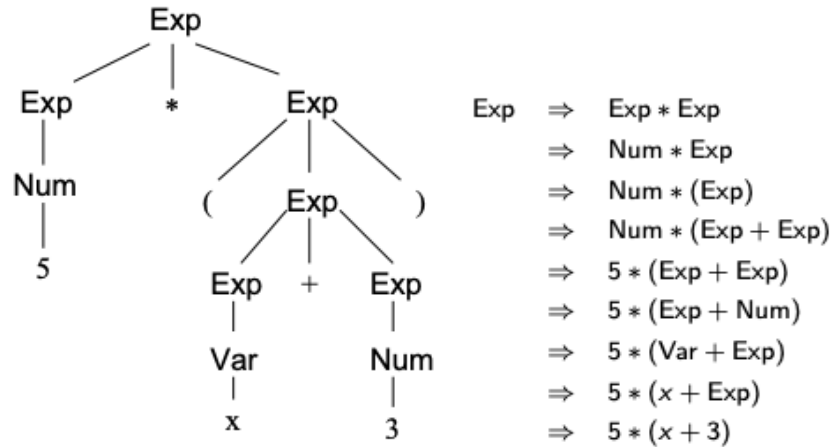 Exp
Exp * Exp
Num ( Exp )
5 Exp + Exp
Var Num
x 3
Exp ⇒ Exp ∗ Exp
⇒ Num ∗ Exp
⇒ Num ∗ (Exp)
⇒ Num ∗ (Exp + Exp)
⇒ 5 ∗ (Exp + Exp)
⇒ 5 ∗ (Exp + Num)
⇒ 5 ∗ (Var + Exp)
⇒ 5 ∗ (x + Exp)
⇒ 5 ∗ (x + 3)